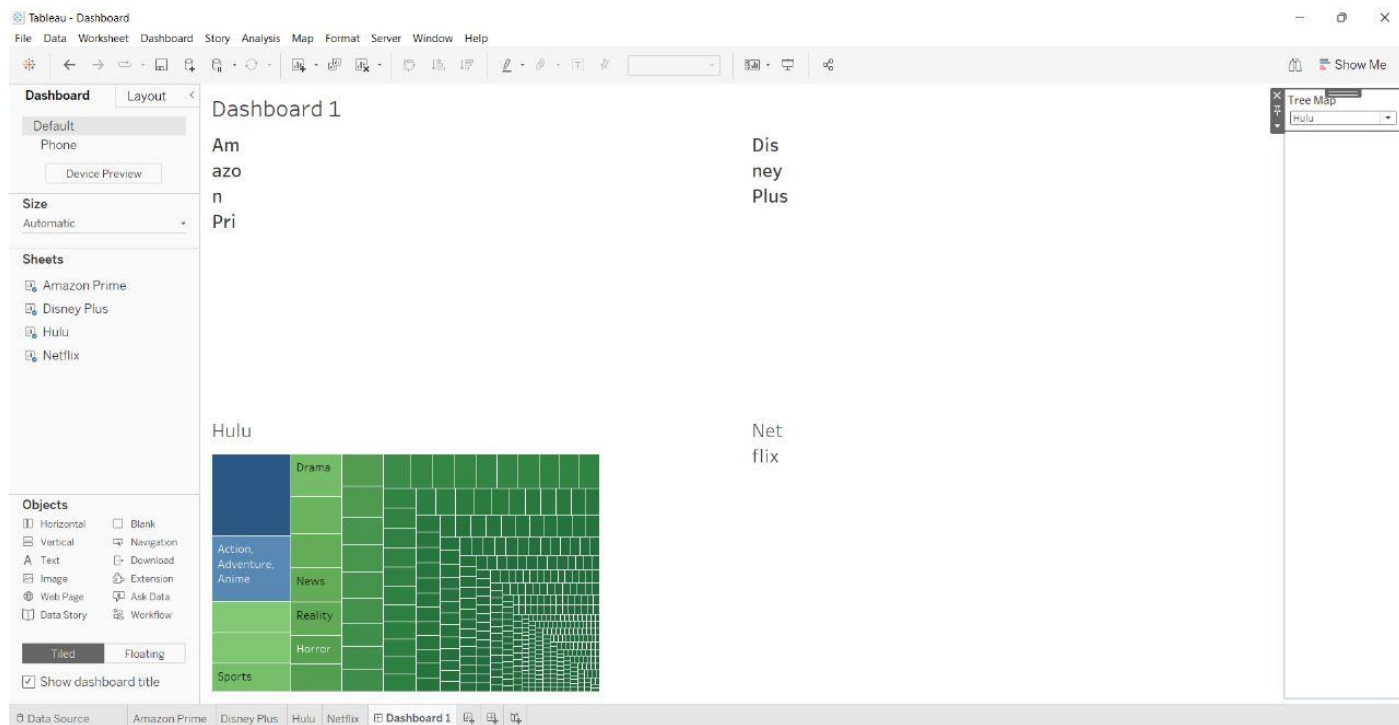 Tableau - Dashboard
File Data Worksheet Dashboard Story Analysis Map Format Server Window Help
Show Me
Dashboard Layout
Default
Phone
Device Preview
Size
Automatic
Sheets
Amazon Prime
Disney Plus
Hulu
Netflix
Objects
Horizontal Blank
Vertical Navigation
A Text Download
Image Extension
Web Page Ask Data
Data Story Workflow
Tiled Floating
Show dashboard title
Dashboard 1
Am
azo
n
Pri
Dis
ney
Plus
Hulu
Drama
Action,
Adventure,
Anime
News
Reality
Horror
Sports
Net
flix
Tree Map
Hulu
Data Source Amazon Prime Disney Plus Hulu Netflix Dashboard 1